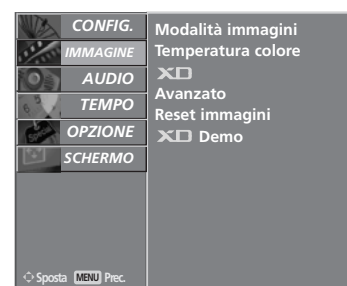 CONFIG.
IMMAGINE
AUDIO
TEMPO
OPZIONE
SCHERMO
Modalità immagini
Temperatura colore
XD
Avanzato
Reset immagini
XD Demo
Sposta MENU Prec.